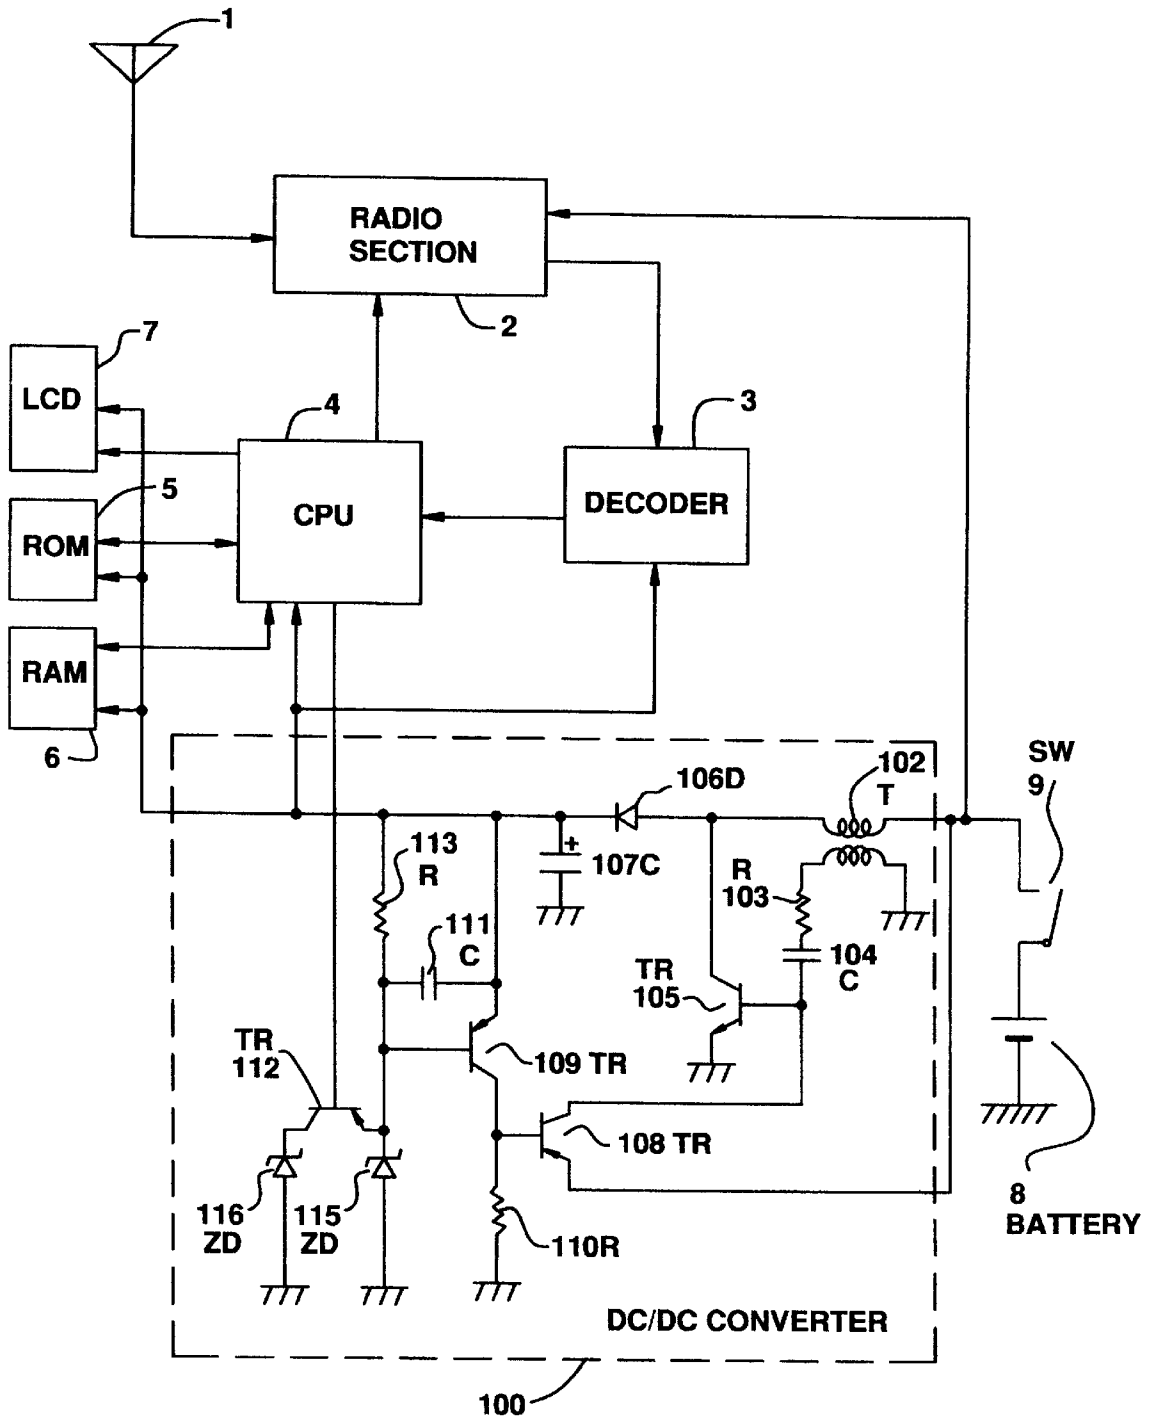 1
RADIO
SECTION
2
7
LCD
4
3
5
CPU
DECODER
ROM
RAM
6
SW
9
102
T
106D
113
R
107C
R
103
111
C
104
C
TR
105
TR
112
109 TR
108 TR
116
ZD
115
ZD
110R
8
BATTERY
DC/DC CONVERTER
100